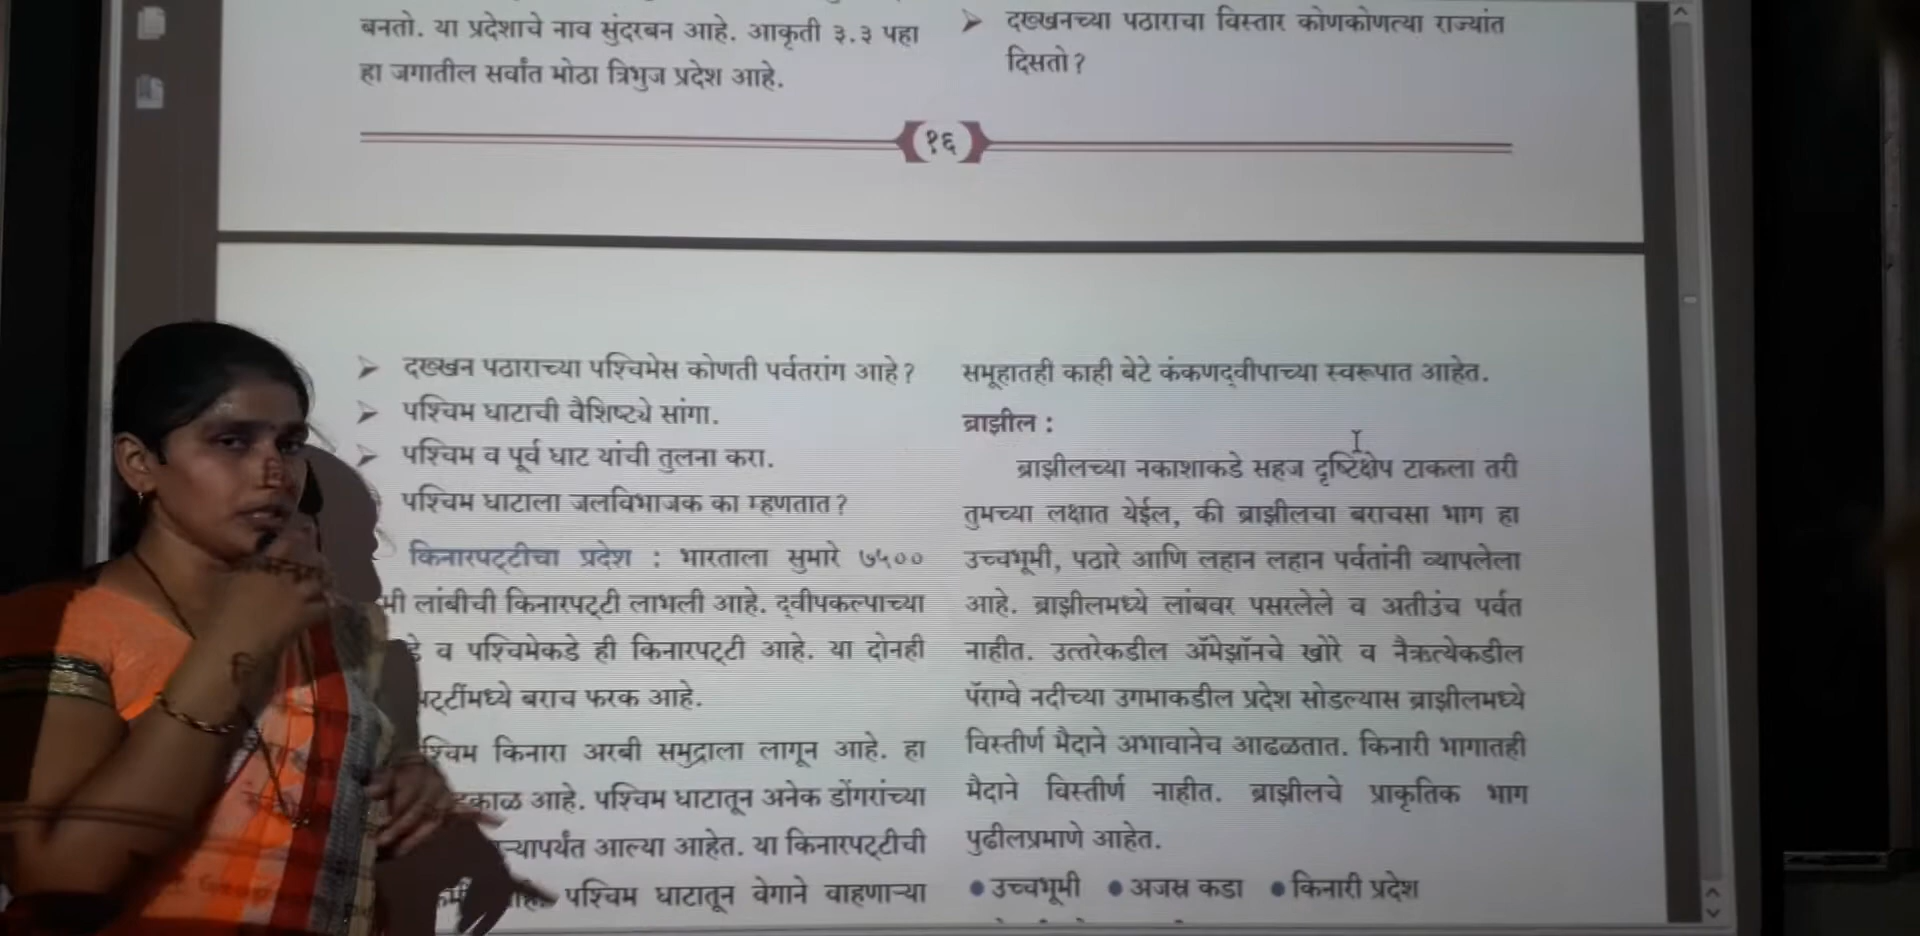 बनतो. या प्रदेशाचे नाव सुंदरबन आहे. आकृती ३.३ पहा
हा जगातील सर्वांत मोठा त्रिभुज प्रदेश आहे.
➤ दख्खनच्या पठाराचा विस्तार कोणकोणत्या राज्यांत
दिसतो?
१६
➤ दख्खन पठाराच्या पश्चिमेस कोणती पर्वतरांग आहे?
➤ पश्चिम घाटाची वैशिष्ट्ये सांगा.
➤ पश्चिम व पूर्व घाट यांची तुलना करा.
पश्चिम घाटाला जलविभाजक का म्हणतात?
किनारपट्टीचा प्रदेश : भारताला सुमारे ७५००
लांबीची किनारपट्टी लाभली आहे. द्वीपकल्पाच्या
व पश्चिमेकडे ही किनारपट्टी आहे. या दोनही
बराच फरक आहे.
किनारा अरबी समुद्राला लागून आहे. हा
आहे. पश्चिम घाटातून अनेक डोंगरांच्या
आल्या आहेत. या किनारपट्टीची
पश्चिम घाटातून वेगाने वाहणाऱ्या
समूहातही काही बेटे कंकणद्वीपाच्या स्वरूपात आहेत.
ब्राझील :
ब्राझीलच्या नकाशाकडे सहज दृष्टिक्षेप टाकला तरी
तुमच्या लक्षात येईल, की ब्राझीलचा बराचसा भाग हा
उच्चभूमी, पठारे आणि लहान लहान पर्वतांनी व्यापलेला
आहे. ब्राझीलमध्ये लांबवर पसरलेले व अतीउंच पर्वत
नाहीत. उत्तरेकडील ॲमेझॉनचे खोरे व नैऋत्येकडील
पॅराग्वे नदीच्या उगमाकडील प्रदेश सोडल्यास ब्राझीलमध्ये
विस्तीर्ण मैदाने अभावानेच आढळतात. किनारी भागातही
मैदाने विस्तीर्ण नाहीत. ब्राझीलचे प्राकृतिक भाग
पुढीलप्रमाणे आहेत.
● उच्चभूमी ● अजस्र कडा ● किनारी प्रदेश